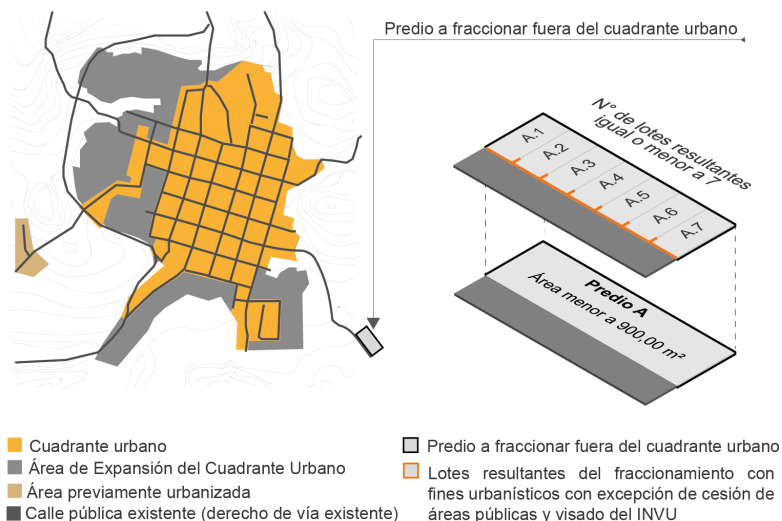 Predio a fraccionar fuera del cuadrante urbano
N° de lotes resultantes
igual o menor a 7
A.1
A.2
A.3
A.4
A.5
A.6
A.7
Predio A
Área menor a 900,00 m²
Cuadrante urbano
Área de Expansión del Cuadrante Urbano
Área previamente urbanizada
Calle pública existente (derecho de vía existente)
Predio a fraccionar fuera del cuadrante urbano
Lotes resultantes del fraccionamiento con
fines urbanísticos con excepción de cesión de
áreas públicas y visado del INVU